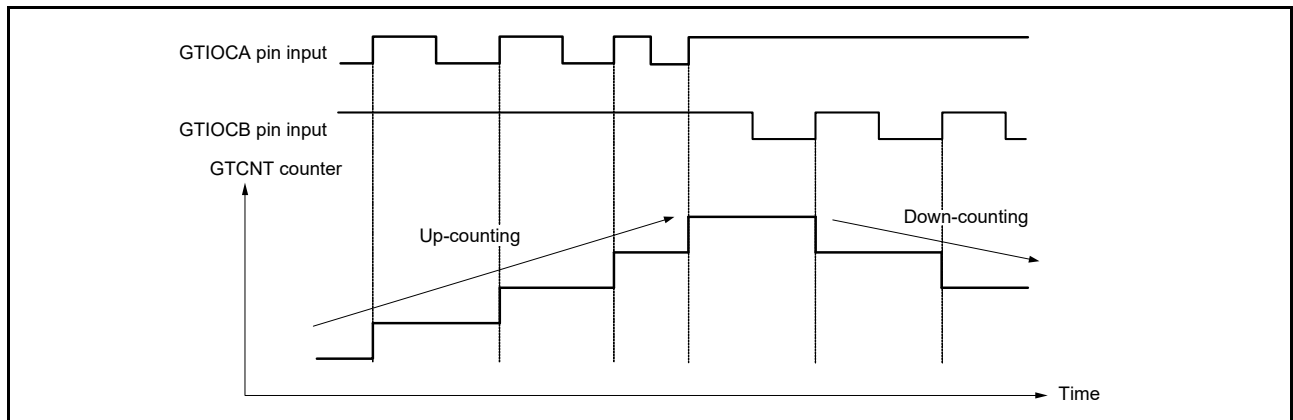 GTIOCA pin input
GTIOCB pin input
GTCNT counter
Up-counting
Down-counting
Time